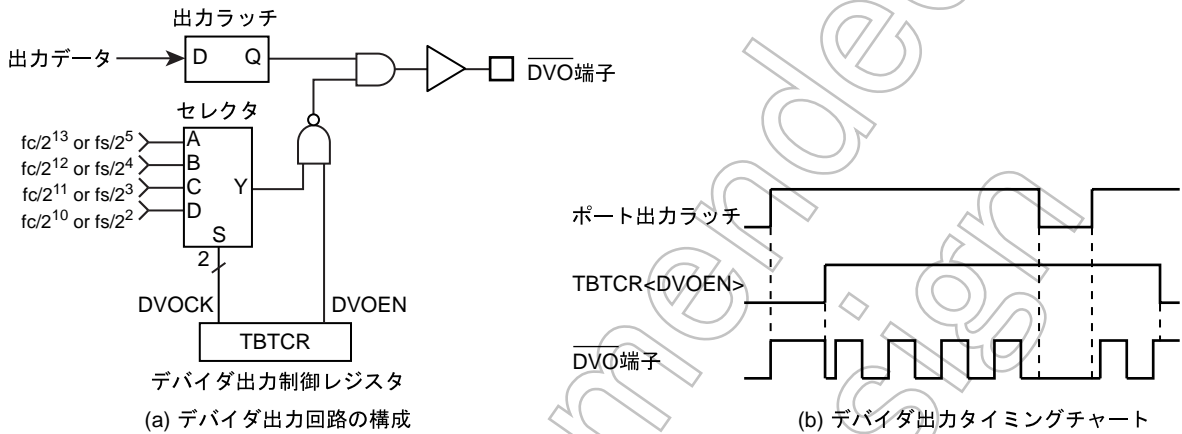 出力ラッチ
出力データ
D Q
DVO端子
セレクタ
fc/2^13 or fs/2^5
fc/2^12 or fs/2^4
fc/2^11 or fs/2^3
fc/2^10 or fs/2^2
A
B
C
D
Y
S
2
DVOCK
DVOEN
TBTCR
デバイダ出力制御レジスタ
(a) デバイダ出力回路の構成
ポート出力ラッチ
TBTCR<DVOEN>
DVO端子
(b) デバイダ出力タイミングチャート